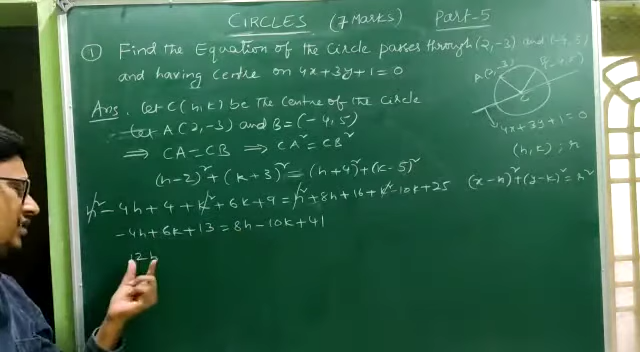 CIRCLES (7 Marks) Part-5
① Find the Equation of the Circle passes through (2,-3) and (-4,5)
and having centre on 4x+3y+1=0
Ans. Let C(h,k) be the centre of the circle
Let A(2,-3) and B=(-4,5)
⇒ CA=CB ⇒ CA²=CB²
(h-2)²+(k+3)²=(h+4)²+(k-5)²
h²-4h+4+k²+6k+9=h²+8h+16+k²-10k+25
-4h+6k+13=8h-10k+41
12h
A(2,-3)
C
4x+3y+1=0
(h,k); r
(x-h)²+(y-k)²=r²